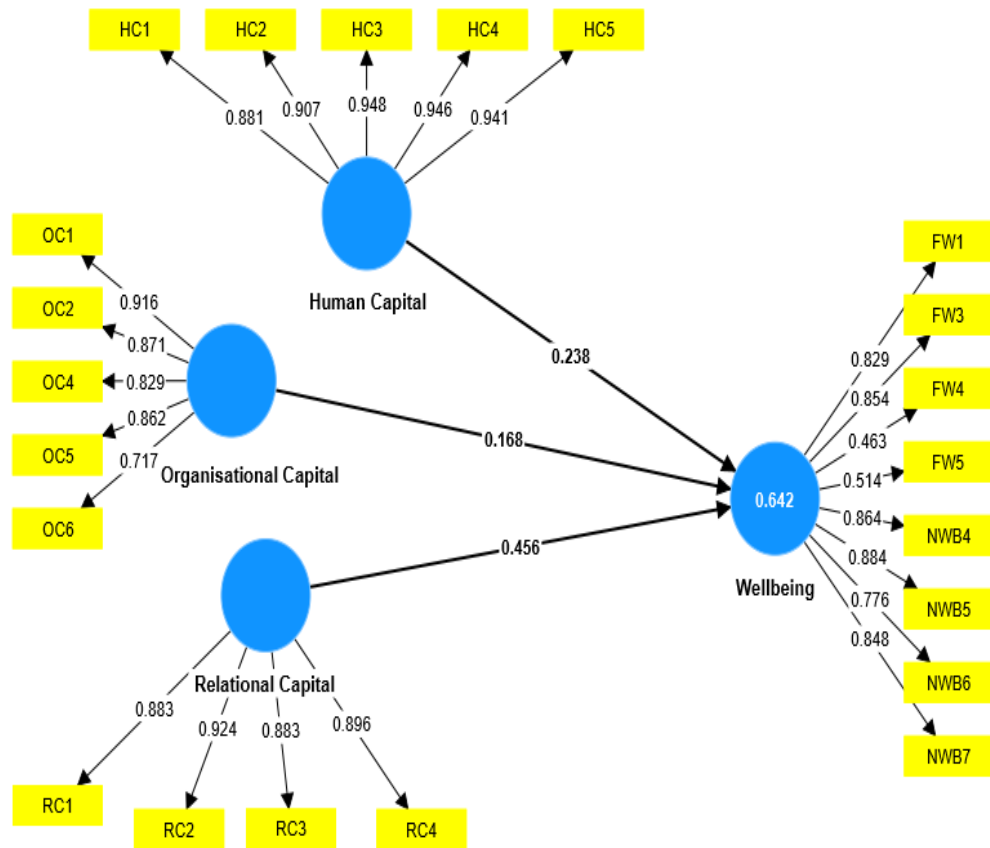 HC1
HC2
HC3
HC4
HC5
0.881
0.907
0.948
0.946
0.941
Human Capital
OC1
OC2
OC4
OC5
OC6
0.916
0.871
0.829
0.862
0.717
Organisational Capital
0.238
0.168
0.456
0.642
Wellbeing
FW1
FW3
FW4
FW5
NWB4
NWB5
NWB6
NWB7
0.829
0.854
0.463
0.514
0.864
0.884
0.776
0.848
Relational Capital
0.883
0.924
0.883
0.896
RC1
RC2
RC3
RC4